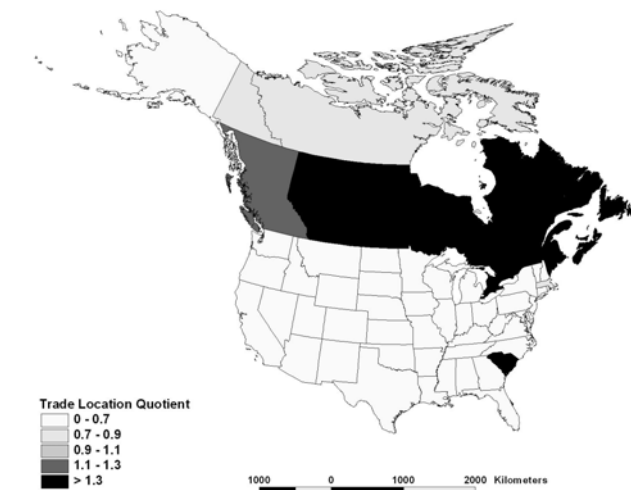 Trade Location Quotient
0 - 0.7
0.7 - 0.9
0.9 - 1.1
1.1 - 1.3
> 1.3
1000 0 1000 2000 Kilometers